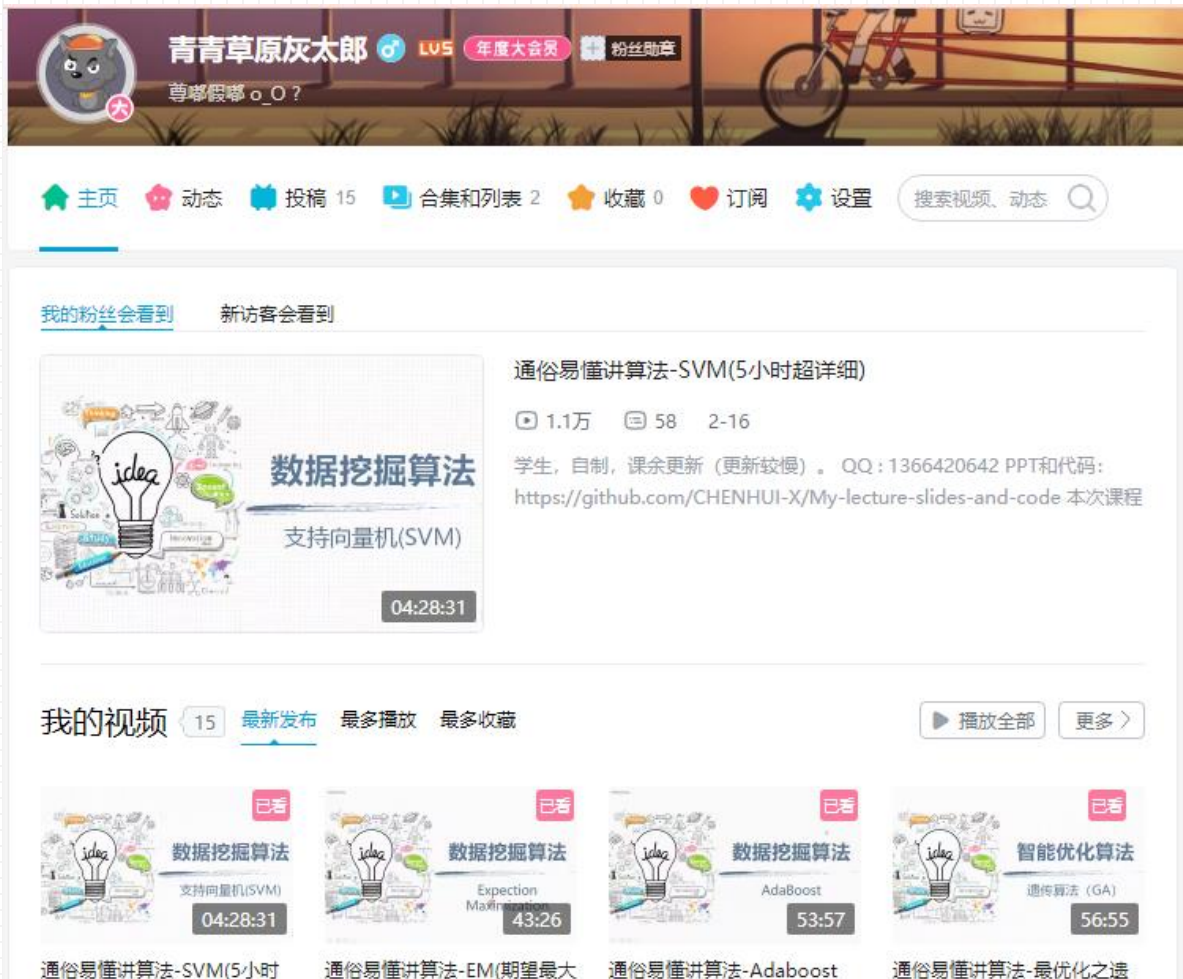 青青草原灰太郎 LV5 年度大会员 粉丝勋章
尊嘟假嘟 o_O？
主页 动态 投稿 15 合集和列表 2 收藏 0 订阅 设置 搜索视频、动态
我的粉丝会看到 新访客会看到
通俗易懂讲算法-SVM(5小时超详细)
1.1万 58 2-16
学生，自制，课余更新（更新较慢）。 QQ : 1366420642 PPT和代码：
https://github.com/CHENHUI-X/My-lecture-slides-and-code 本次课程
idea
数据挖掘算法
支持向量机(SVM)
04:28:31
我的视频 15 最新发布 最多播放 最多收藏 播放全部 更多
已看 已看 已看 已看
idea 数据挖掘算法 idea 数据挖掘算法 idea 数据挖掘算法 idea 智能优化算法
支持向量机(SVM) Expection Maximization AdaBoost 遗传算法（GA）
04:28:31 43:26 53:57 56:55
通俗易懂讲算法-SVM(5小时 通俗易懂讲算法-EM(期望最大 通俗易懂讲算法-Adaboost 通俗易懂讲算法-最优化之遗